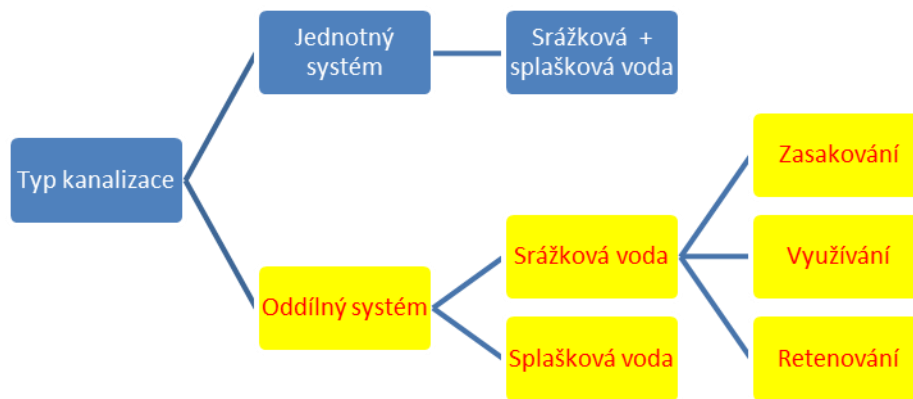 Jednotný
systém
Srážková +
splašková voda
Typ kanalizace
Zasakování
Srážková voda
Využívání
Oddílný systém
Splašková voda
Retenování